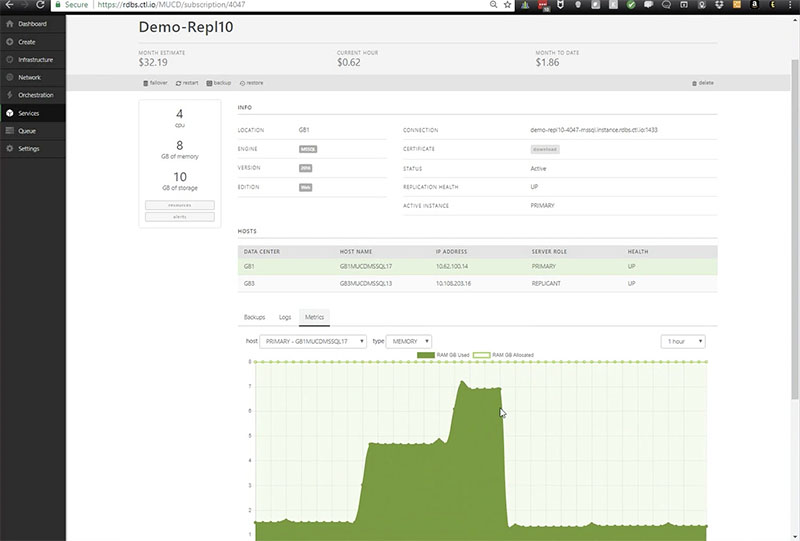 Secure https://rdbs.ctl.io/MUCD/subscription/4047
Dashboard
Create
Infrastructure
Network
Orchestration
Services
Queue
Settings
Demo-Repl10
MONTH ESTIMATE CURRENT HOUR MONTH TO DATE
$32.19 $0.62 $1.86
failover restart backup restore delete
4
cpu
8
GB of memory
10
GB of storage
resources
alerts
INFO
LOCATION GB1
ENGINE MSSQL
VERSION
EDITION
CONNECTION demo-repl10-4047-mssql.instance.rdbs.ctl.io:1433
CERTIFICATE Download
STATUS Active
REPLICATION HEALTH UP
ACTIVE INSTANCE PRIMARY
HOSTS
DATA CENTER HOST NAME IP ADDRESS SERVER ROLE HEALTH
GB1 GB1MUCDMSSQL17 10.62.100.14 PRIMARY UP
GB3 GB3MUCDMSSQL13 10.108.203.16 REPLICANT UP
Backups Logs Metrics
host PRIMARY - GB1MUCDMSSQL17 type MEMORY 1 hour
RAM GB Used RAM GB Allocated
8
7
6
5
4
3
2
1